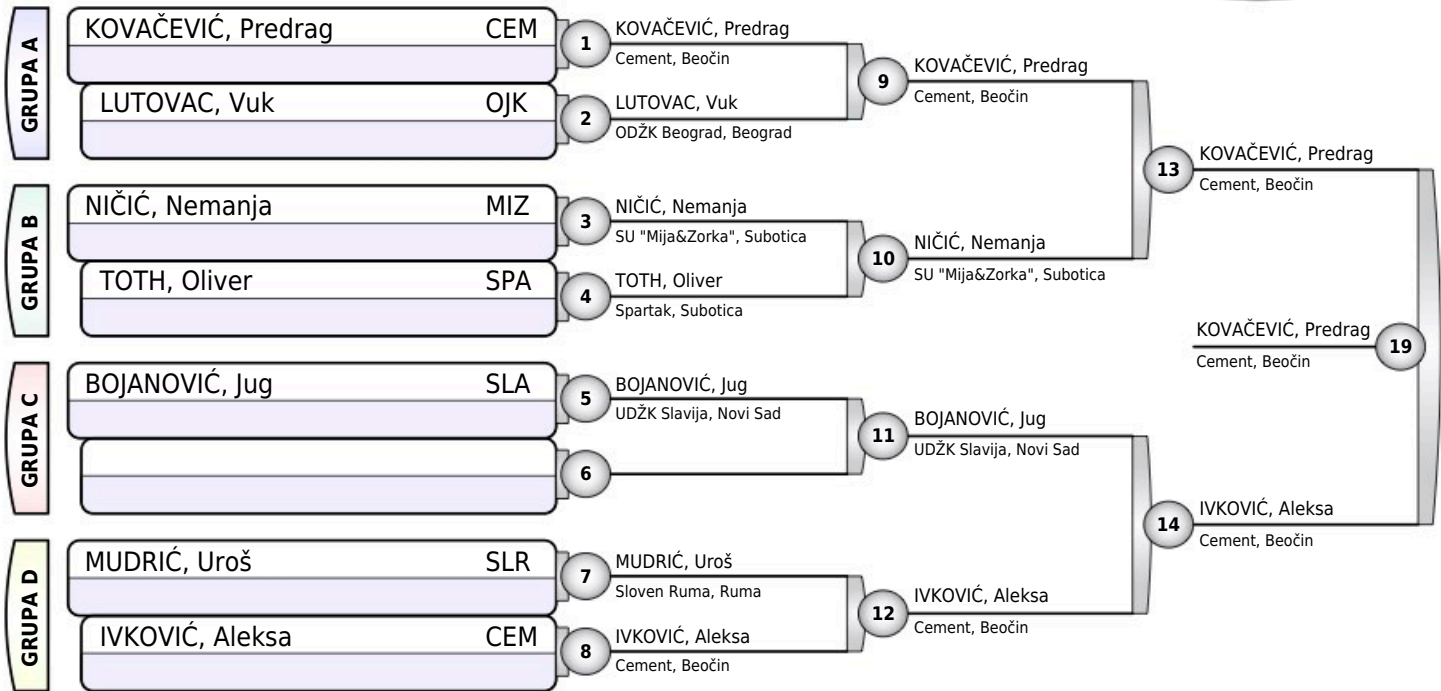 GRUPA A
KOVAČEVIĆ, Predrag CEM
LUTOVAC, Vuk OJK
1
KOVAČEVIĆ, Predrag
Cement, Beočin
2
LUTOVAC, Vuk
ODŽK Beograd, Beograd
9
KOVAČEVIĆ, Predrag
Cement, Beočin
GRUPA B
NIČIĆ, Nemanja MIZ
TOTH, Oliver SPA
3
NIČIĆ, Nemanja
SU "Mija&Zorka", Subotica
4
TOTH, Oliver
Spartak, Subotica
10
NIČIĆ, Nemanja
SU "Mija&Zorka", Subotica
13
KOVAČEVIĆ, Predrag
Cement, Beočin
GRUPA C
BOJANOVIĆ, Jug SLA
5
BOJANOVIĆ, Jug
UDŽK Slavija, Novi Sad
6
11
BOJANOVIĆ, Jug
UDŽK Slavija, Novi Sad
GRUPA D
MUDRIĆ, Uroš SLR
IVKOVIĆ, Aleksa CEM
7
MUDRIĆ, Uroš
Sloven Ruma, Ruma
8
IVKOVIĆ, Aleksa
Cement, Beočin
12
IVKOVIĆ, Aleksa
Cement, Beočin
14
IVKOVIĆ, Aleksa
Cement, Beočin
KOVAČEVIĆ, Predrag
Cement, Beočin
19